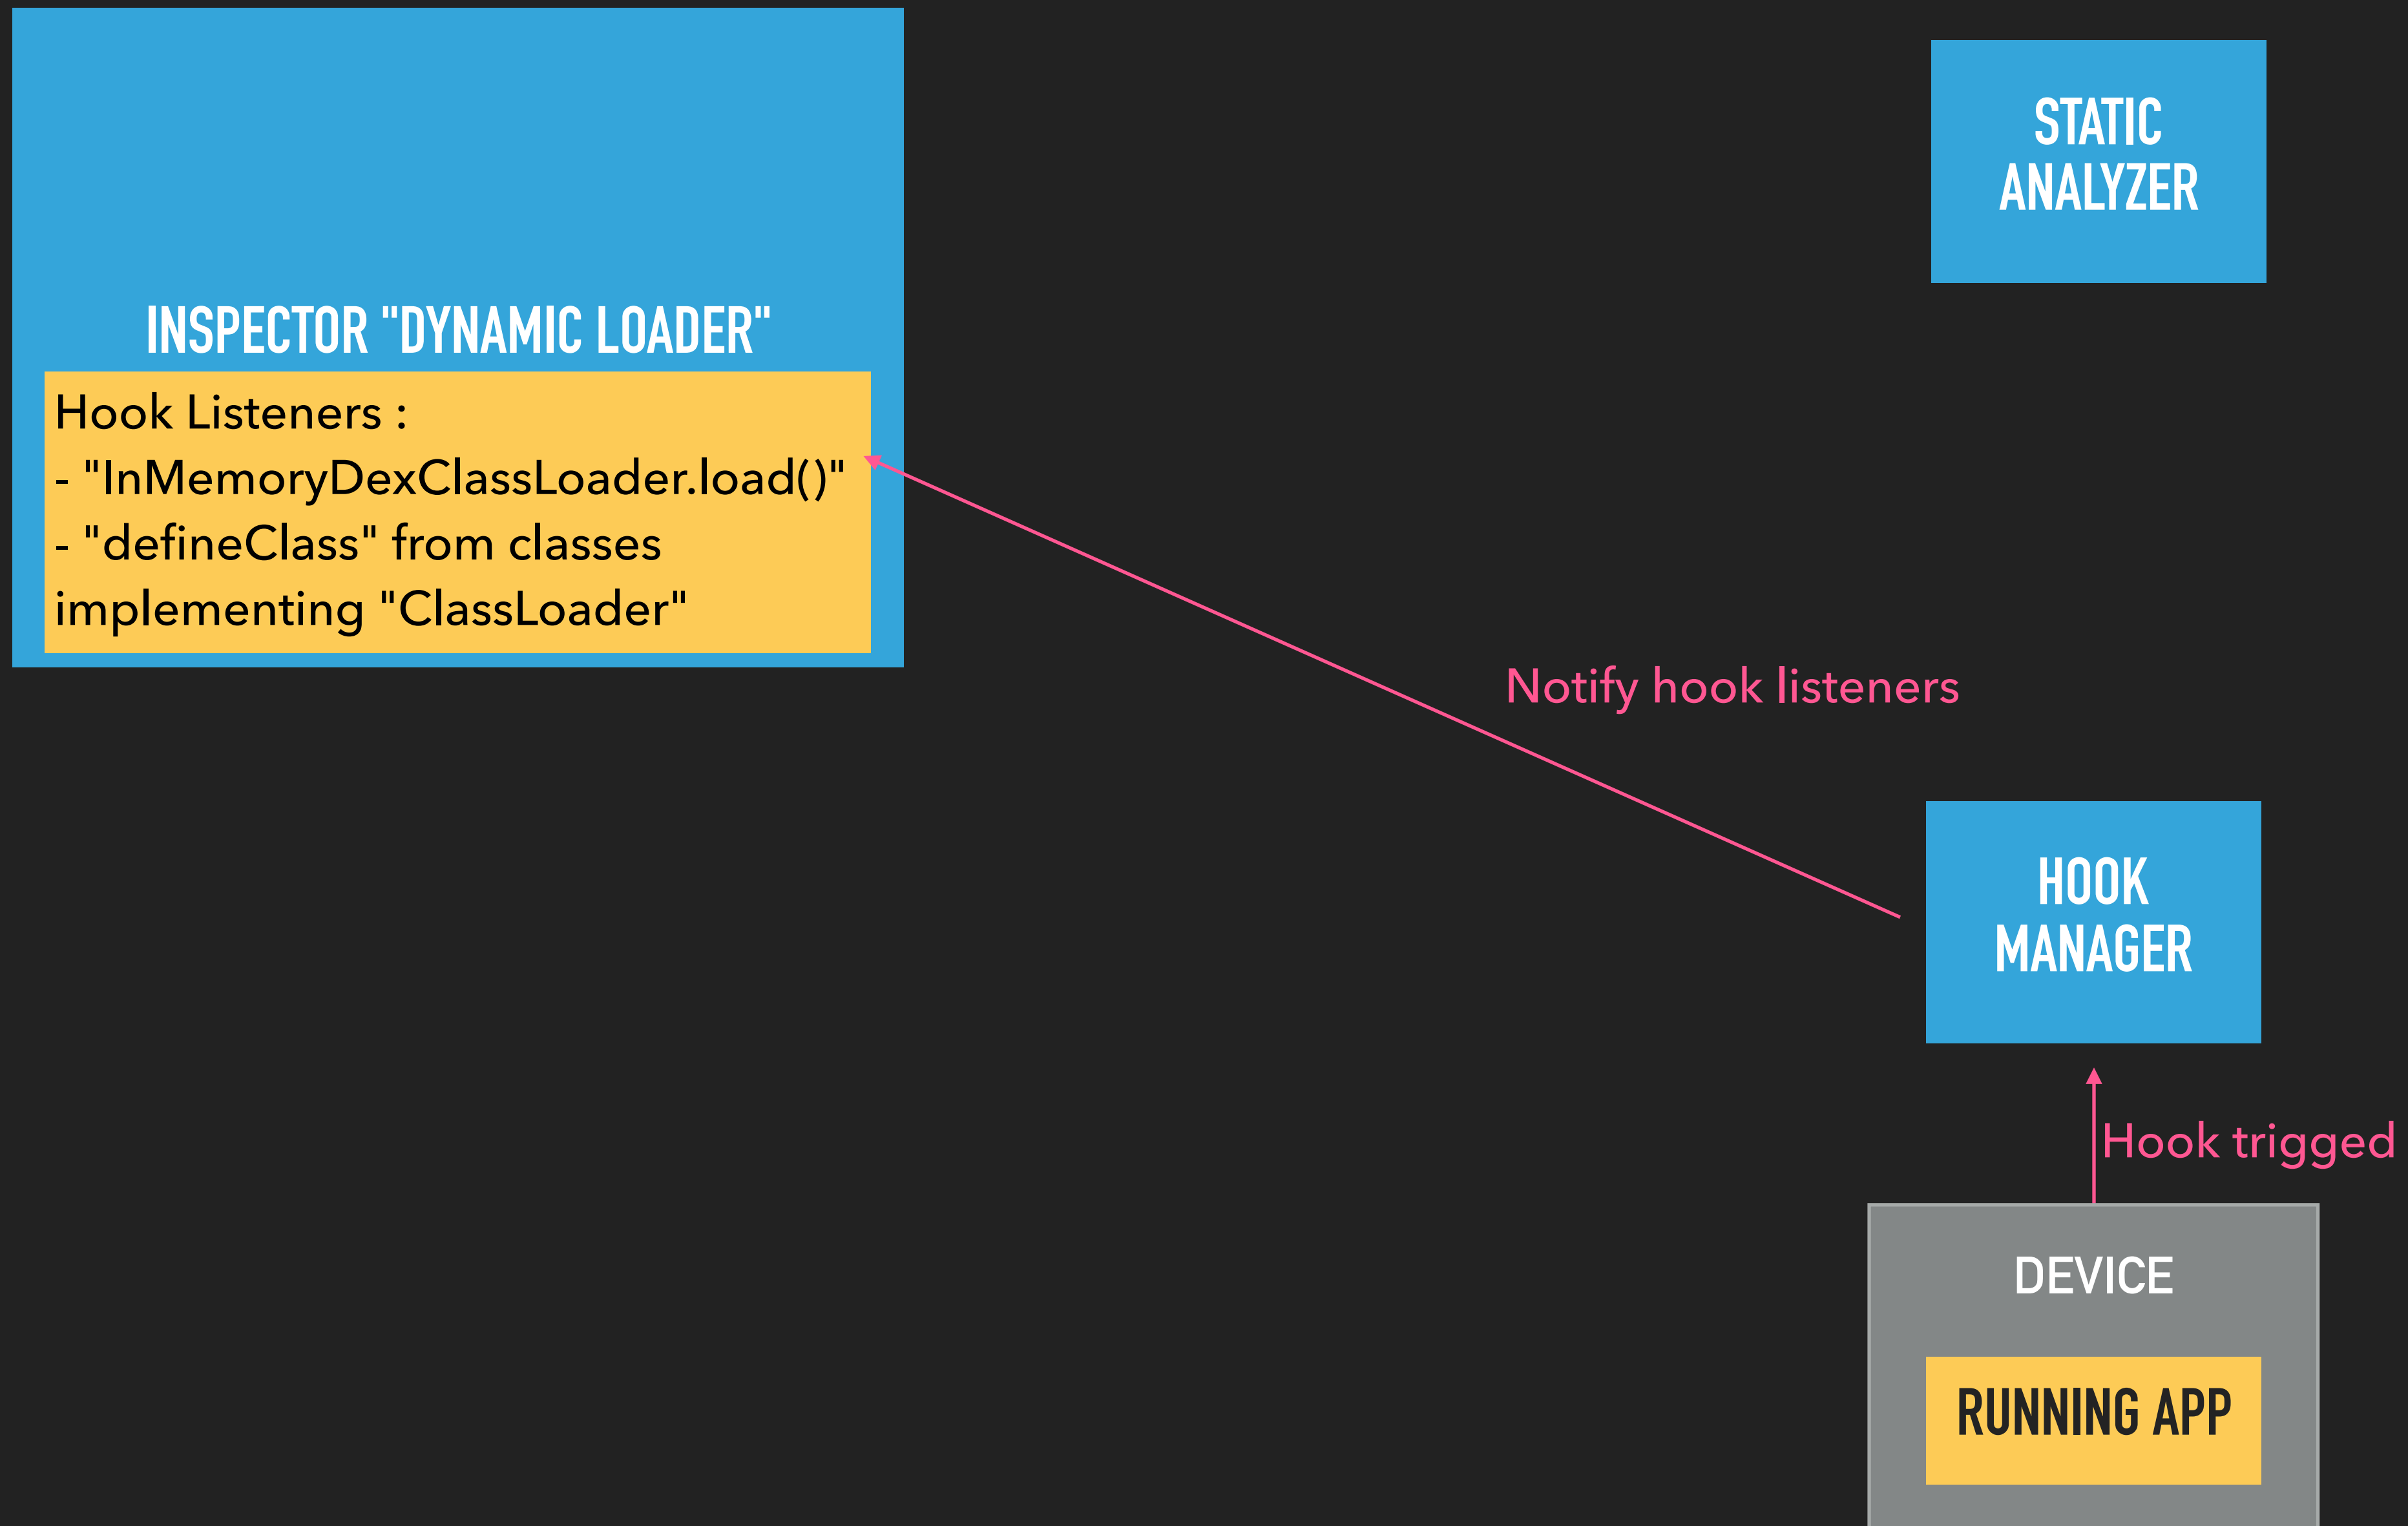 STATIC
ANALYZER
INSPECTOR "DYNAMIC LOADER"
Hook Listeners :
- "InMemoryDexClassLoader.load()"
- "defineClass" from classes
implementing "ClassLoader"
Notify hook listeners
HOOK
MANAGER
Hook trigged
DEVICE
RUNNING APP